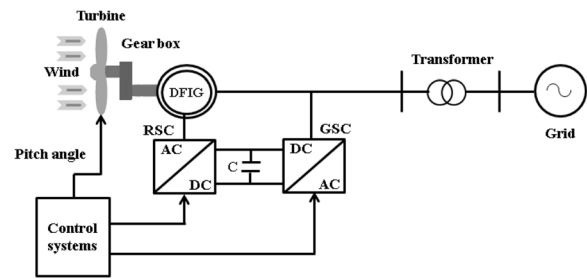 Turbine
Gear box
Wind
DFIG
Transformer
Grid
RSC
GSC
AC
DC
C
DC
AC
Pitch angle
Control
systems